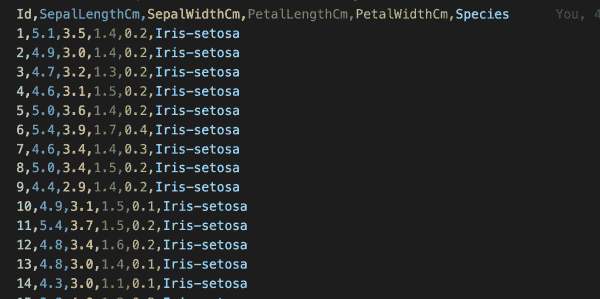 Id,SepalLengthCm,SepalWidthCm,PetalLengthCm,PetalWidthCm,Species You, 4
1,5.1,3.5,1.4,0.2,Iris-setosa
2,4.9,3.0,1.4,0.2,Iris-setosa
3,4.7,3.2,1.3,0.2,Iris-setosa
4,4.6,3.1,1.5,0.2,Iris-setosa
5,5.0,3.6,1.4,0.2,Iris-setosa
6,5.4,3.9,1.7,0.4,Iris-setosa
7,4.6,3.4,1.4,0.3,Iris-setosa
8,5.0,3.4,1.5,0.2,Iris-setosa
9,4.4,2.9,1.4,0.2,Iris-setosa
10,4.9,3.1,1.5,0.1,Iris-setosa
11,5.4,3.7,1.5,0.2,Iris-setosa
12,4.8,3.4,1.6,0.2,Iris-setosa
13,4.8,3.0,1.4,0.1,Iris-setosa
14,4.3,3.0,1.1,0.1,Iris-setosa